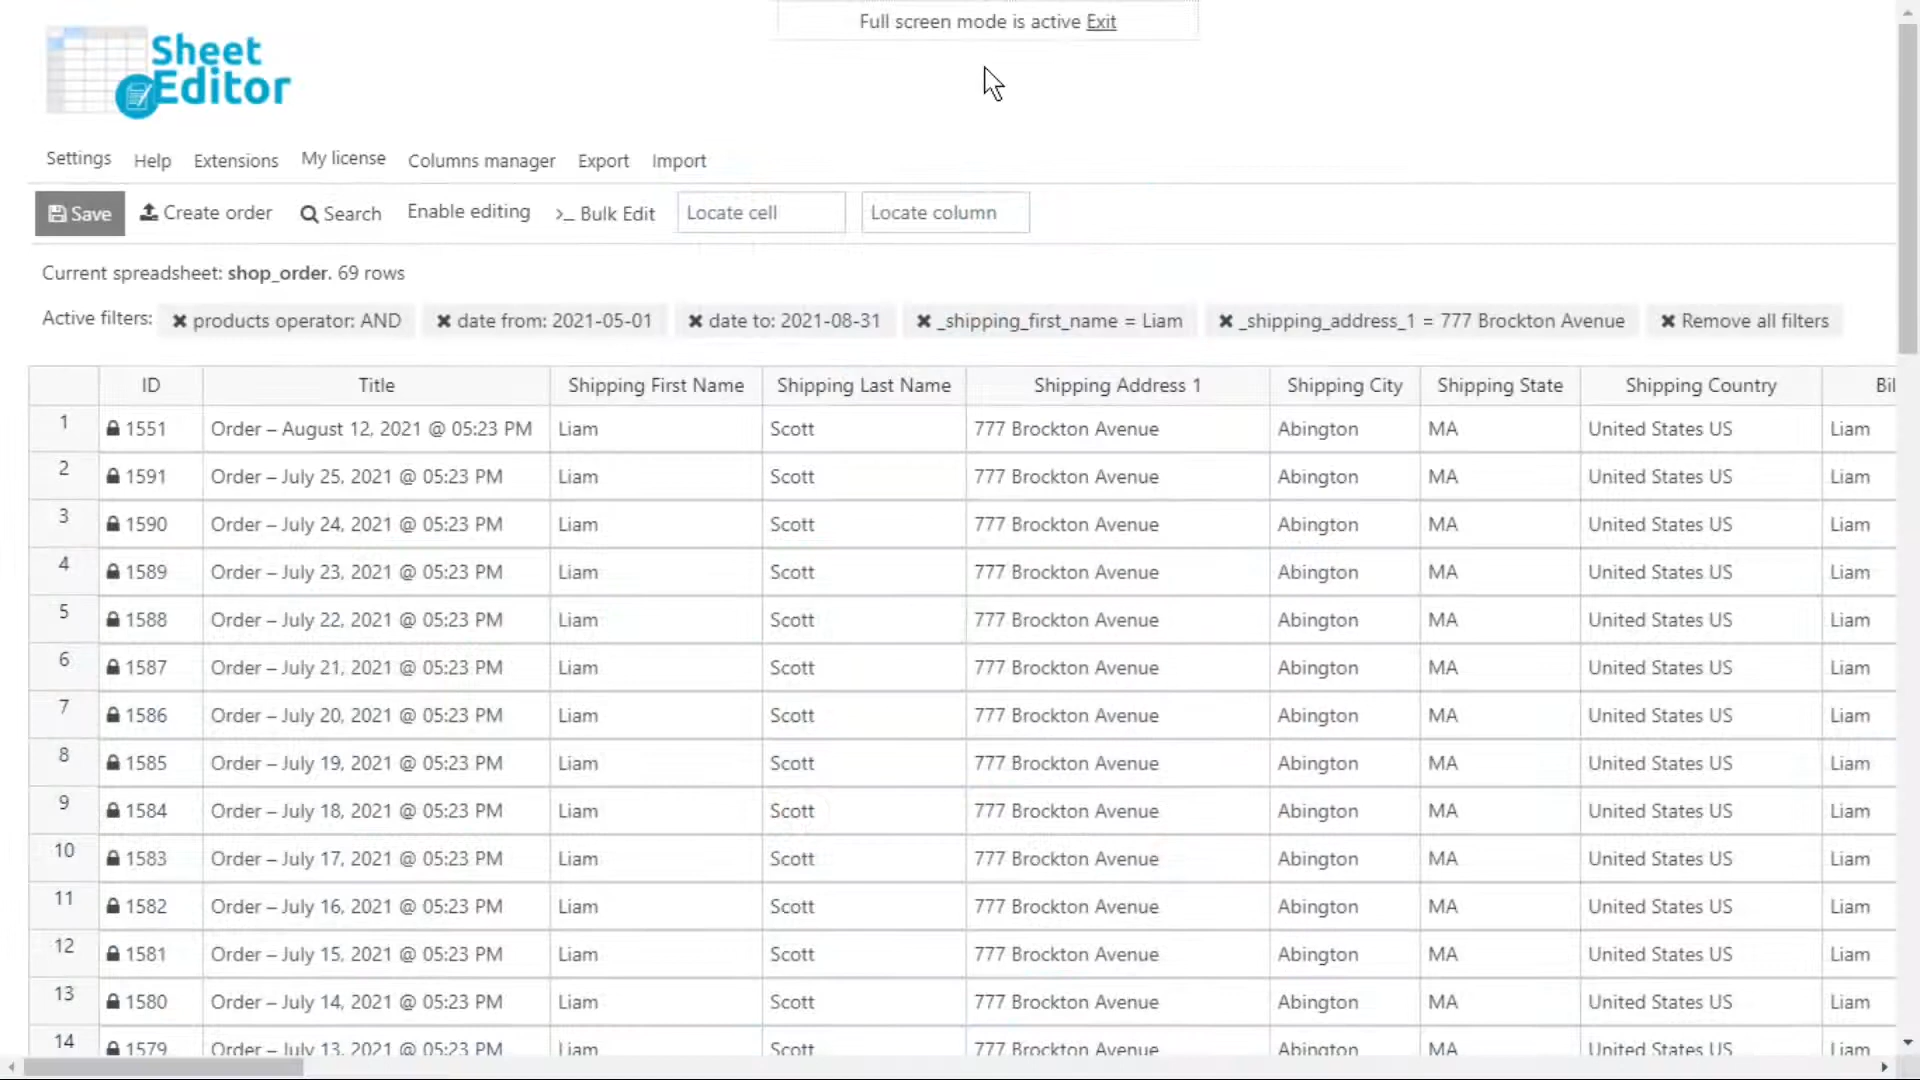 Full screen mode is active Exit
Sheet
Editor
Settings Help Extensions My license Columns manager Export Import
Save Create order Search Enable editing >_ Bulk Edit Locate cell Locate column
Current spreadsheet: shop_order. 69 rows
Active filters: ✖ products operator: AND ✖ date from: 2021-05-01 ✖ date to: 2021-08-31 ✖ _shipping_first_name = Liam ✖ _shipping_address_1 = 777 Brockton Avenue ✖ Remove all filters
ID Title Shipping First Name Shipping Last Name Shipping Address 1 Shipping City Shipping State Shipping Country Bil
1 1551 Order – August 12, 2021 @ 05:23 PM Liam Scott 777 Brockton Avenue Abington MA United States US Liam
2 1591 Order – July 25, 2021 @ 05:23 PM Liam Scott 777 Brockton Avenue Abington MA United States US Liam
3 1590 Order – July 24, 2021 @ 05:23 PM Liam Scott 777 Brockton Avenue Abington MA United States US Liam
4 1589 Order – July 23, 2021 @ 05:23 PM Liam Scott 777 Brockton Avenue Abington MA United States US Liam
5 1588 Order – July 22, 2021 @ 05:23 PM Liam Scott 777 Brockton Avenue Abington MA United States US Liam
6 1587 Order – July 21, 2021 @ 05:23 PM Liam Scott 777 Brockton Avenue Abington MA United States US Liam
7 1586 Order – July 20, 2021 @ 05:23 PM Liam Scott 777 Brockton Avenue Abington MA United States US Liam
8 1585 Order – July 19, 2021 @ 05:23 PM Liam Scott 777 Brockton Avenue Abington MA United States US Liam
9 1584 Order – July 18, 2021 @ 05:23 PM Liam Scott 777 Brockton Avenue Abington MA United States US Liam
10 1583 Order – July 17, 2021 @ 05:23 PM Liam Scott 777 Brockton Avenue Abington MA United States US Liam
11 1582 Order – July 16, 2021 @ 05:23 PM Liam Scott 777 Brockton Avenue Abington MA United States US Liam
12 1581 Order – July 15, 2021 @ 05:23 PM Liam Scott 777 Brockton Avenue Abington MA United States US Liam
13 1580 Order – July 14, 2021 @ 05:23 PM Liam Scott 777 Brockton Avenue Abington MA United States US Liam
14 1579 Order – July 13, 2021 @ 05:23 PM Liam Scott 777 Brockton Avenue Abington MA United States US Liam